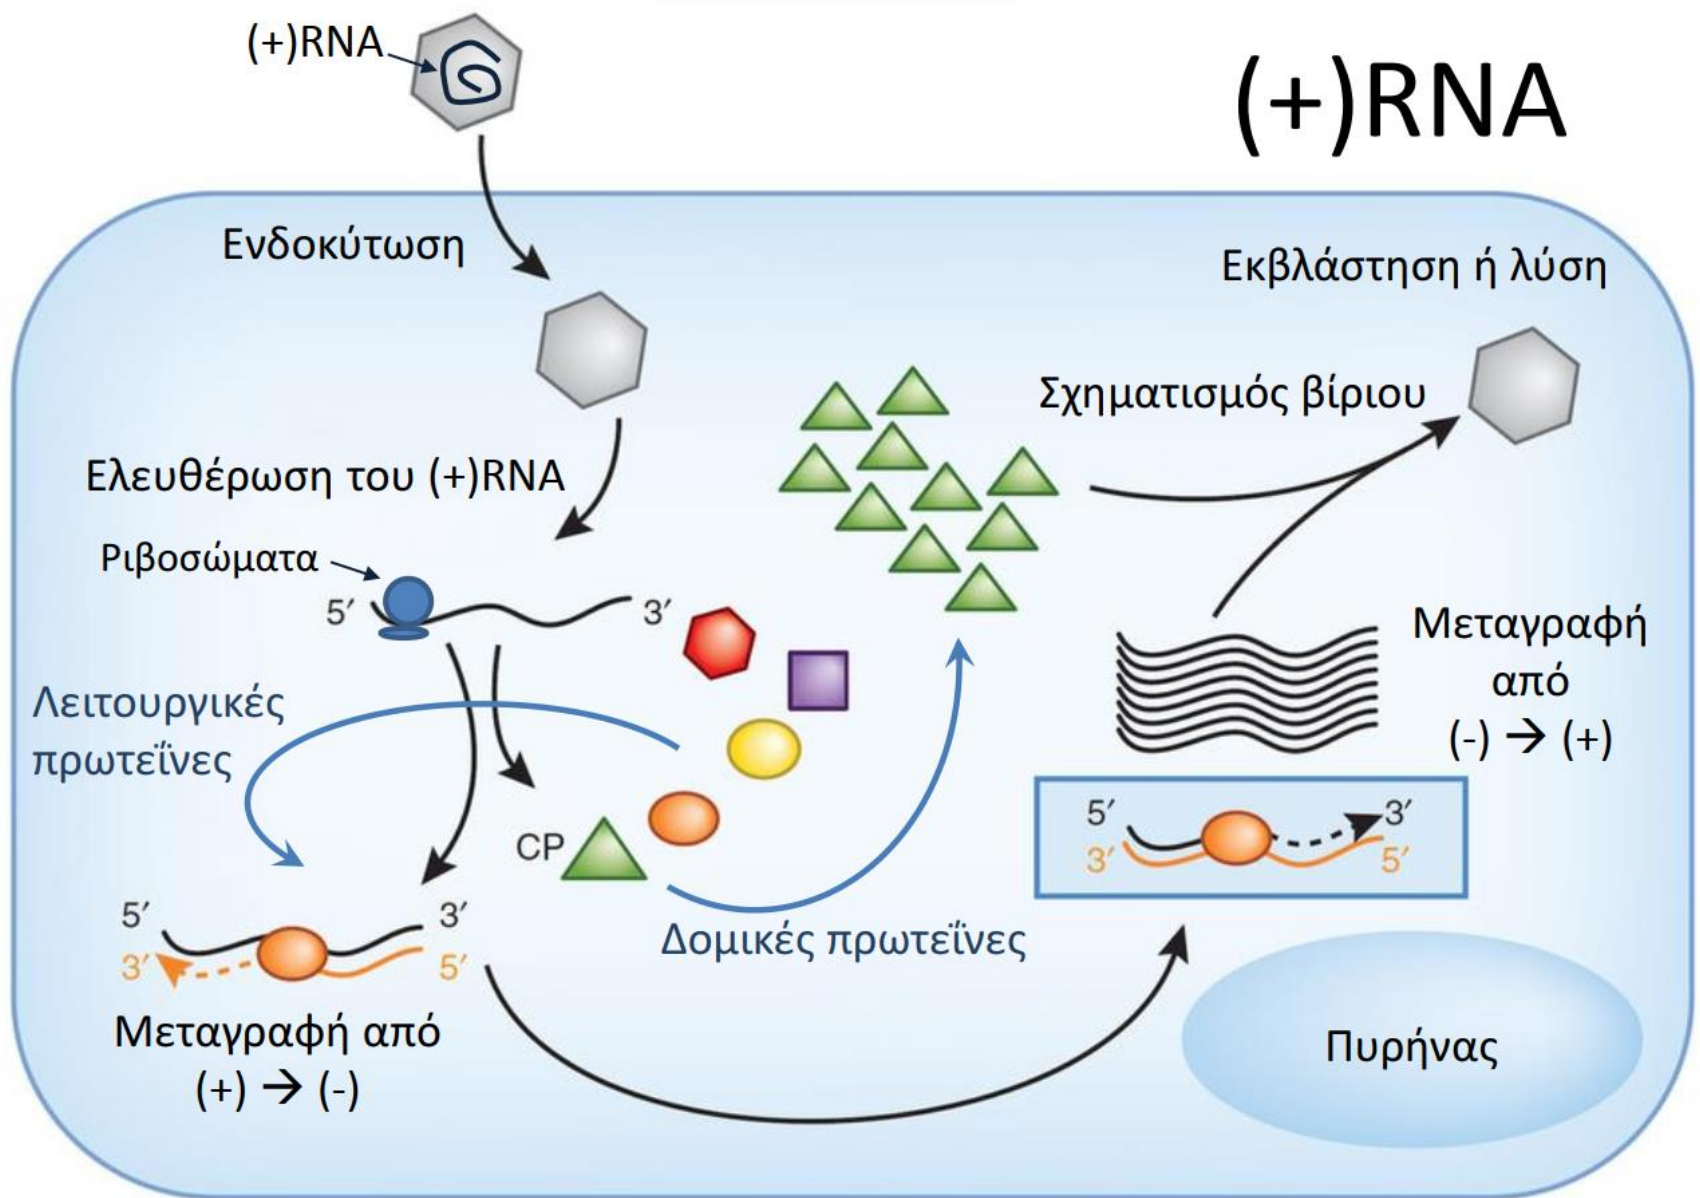 (+)RNA
(+)RNA
Ενδοκύτωση
Εκβλάστηση ή λύση
Σχηματισμός βίριου
Ελευθέρωση του (+)RNA
Ριβοσώματα
5′
3′
Μεταγραφή
από
(-) → (+)
Λειτουργικές
πρωτεΐνες
CP
5′
3′
3′
5′
Δομικές πρωτεΐνες
5′
3′
3′
5′
Μεταγραφή από
(+) → (-)
Πυρήνας